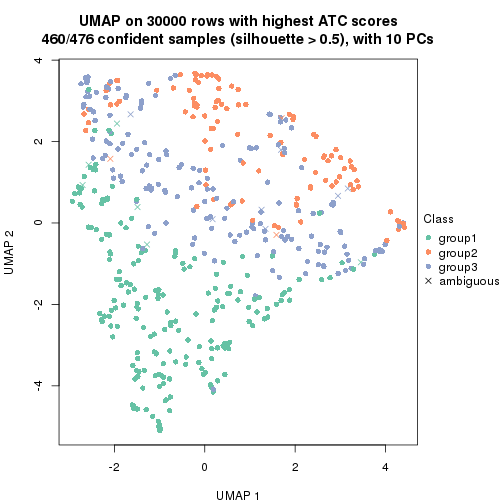 UMAP on 30000 rows with highest ATC scores
460/476 confident samples (silhouette > 0.5), with 10 PCs
4
2
0
-2
-4
UMAP 2
-2
0
2
4
UMAP 1
Class
group1
group2
group3
ambiguous